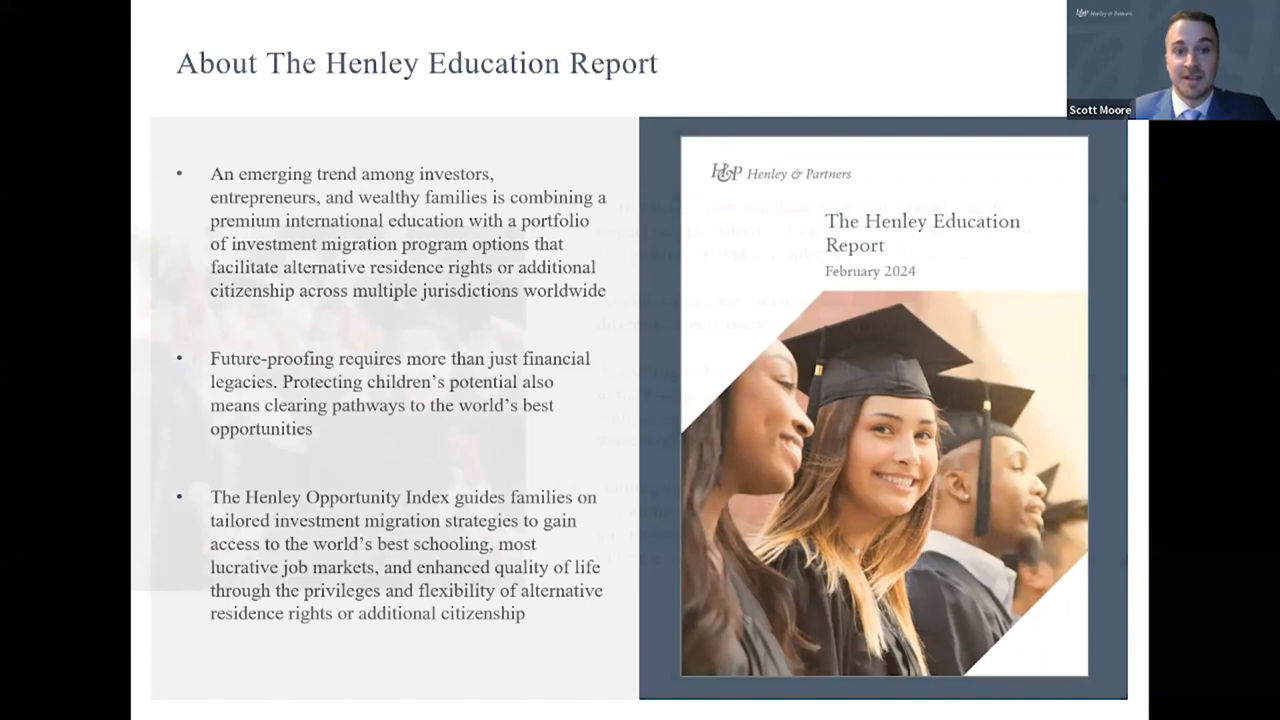 About The Henley Education Report
H&P Henley & Partners
Scott Moore
• An emerging trend among investors,
entrepreneurs, and wealthy families is combining a
premium international education with a portfolio
of investment migration program options that
facilitate alternative residence rights or additional
citizenship across multiple jurisdictions worldwide
• Future-proofing requires more than just financial
legacies. Protecting children’s potential also
means clearing pathways to the world’s best
opportunities
• The Henley Opportunity Index guides families on
tailored investment migration strategies to gain
access to the world’s best schooling, most
lucrative job markets, and enhanced quality of life
through the privileges and flexibility of alternative
residence rights or additional citizenship
H&P Henley & Partners
The Henley Education
Report
February 2024